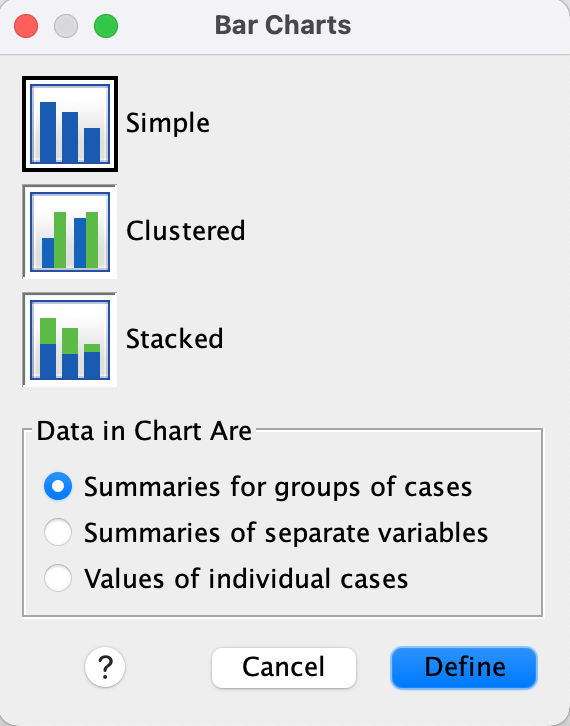 Bar Charts
Simple
Clustered
Stacked
Data in Chart Are
Summaries for groups of cases
Summaries of separate variables
Values of individual cases
? Cancel Define